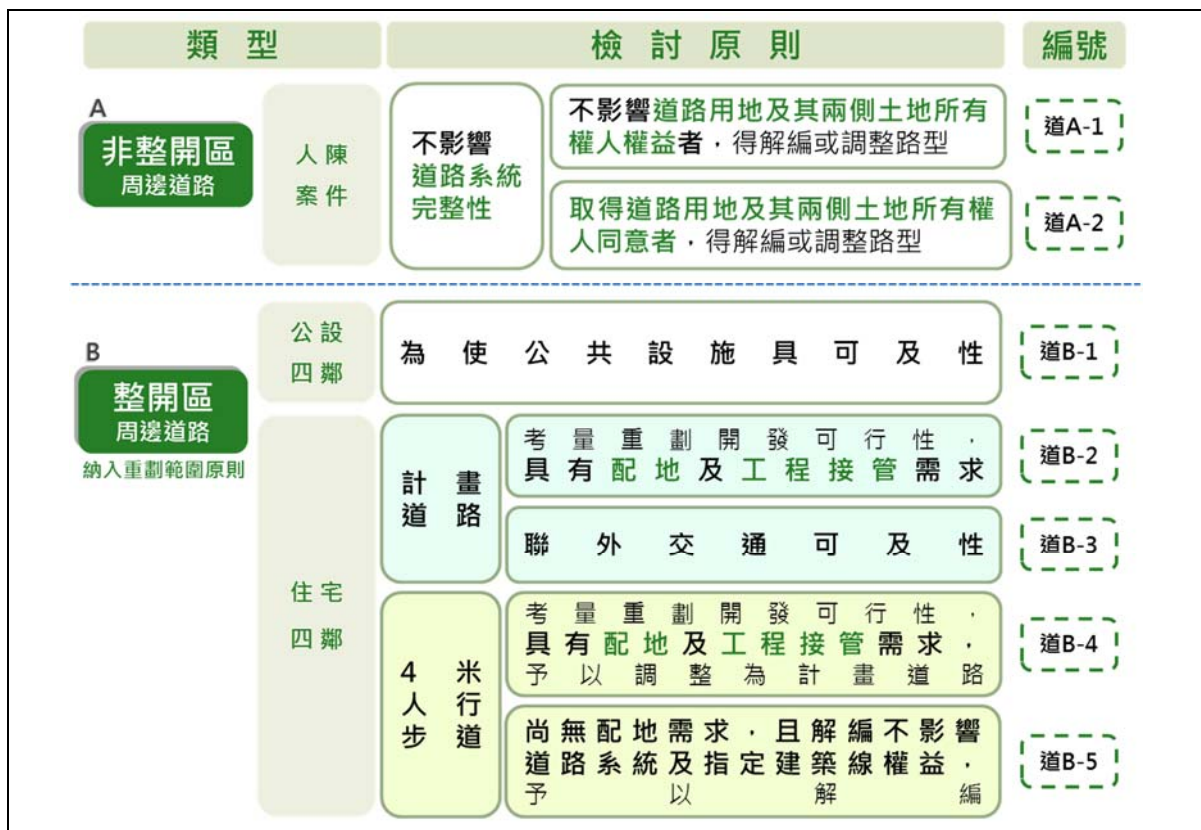 類型 檢討原則 編號
A
非整開區
周邊道路
人陳
案件
不影響
道路系統
完整性
不影響道路用地及其兩側土地所有
權人權益者，得解編或調整路型
道A-1
取得道路用地及其兩側土地所有權
人同意者，得解編或調整路型
道A-2
B
整開區
周邊道路
納入重劃範圍原則
公設
四鄰
為使公共設施具可及性
道B-1
住宅
四鄰
計畫
道路
考量重劃開發可行性，
具有配地及工程接管需求
道B-2
聯外交通可及性
道B-3
4米
人行
步道
考量重劃開發可行性，
具有配地及工程接管需求，
予以調整為計畫道路
道B-4
尚無配地需求，且解編不影響
道路系統及指定建築線權益，
予以解編
道B-5